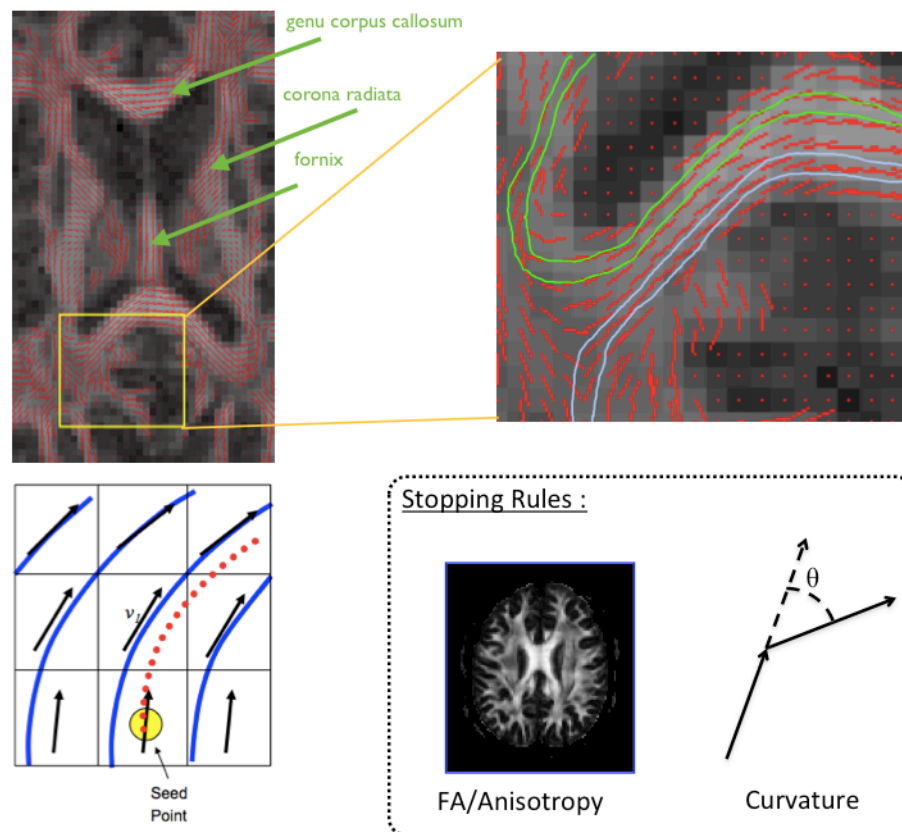 genu corpus callosum
corona radiata
fornix
v₁
Seed
Point
Stopping Rules :
θ
FA/Anisotropy
Curvature